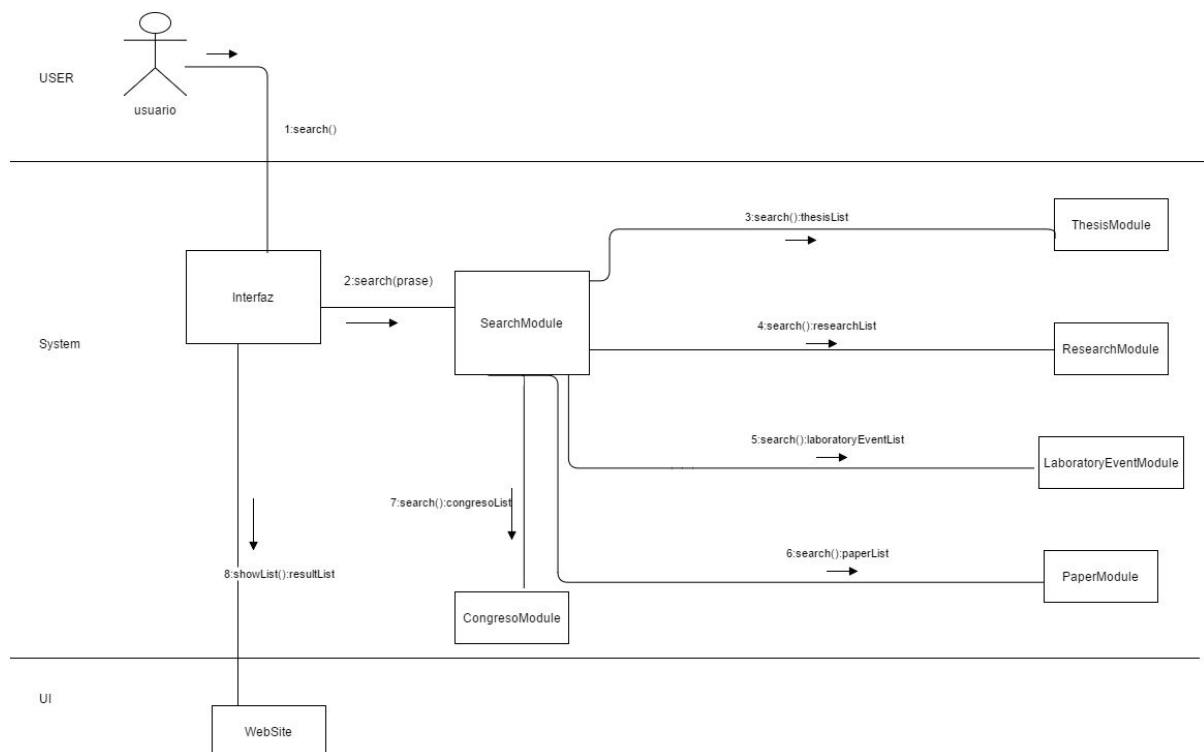 USER
usuario
1:search()
System
3:search():thesisList
ThesisModule
Interfaz
2:search(prase)
SearchModule
4:search():researchList
ResearchModule
5:search():laboratoryEventList
LaboratoryEventModule
7:search():congresoList
6:search():paperList
PaperModule
8:showList():resultList
CongresoModule
UI
WebSite